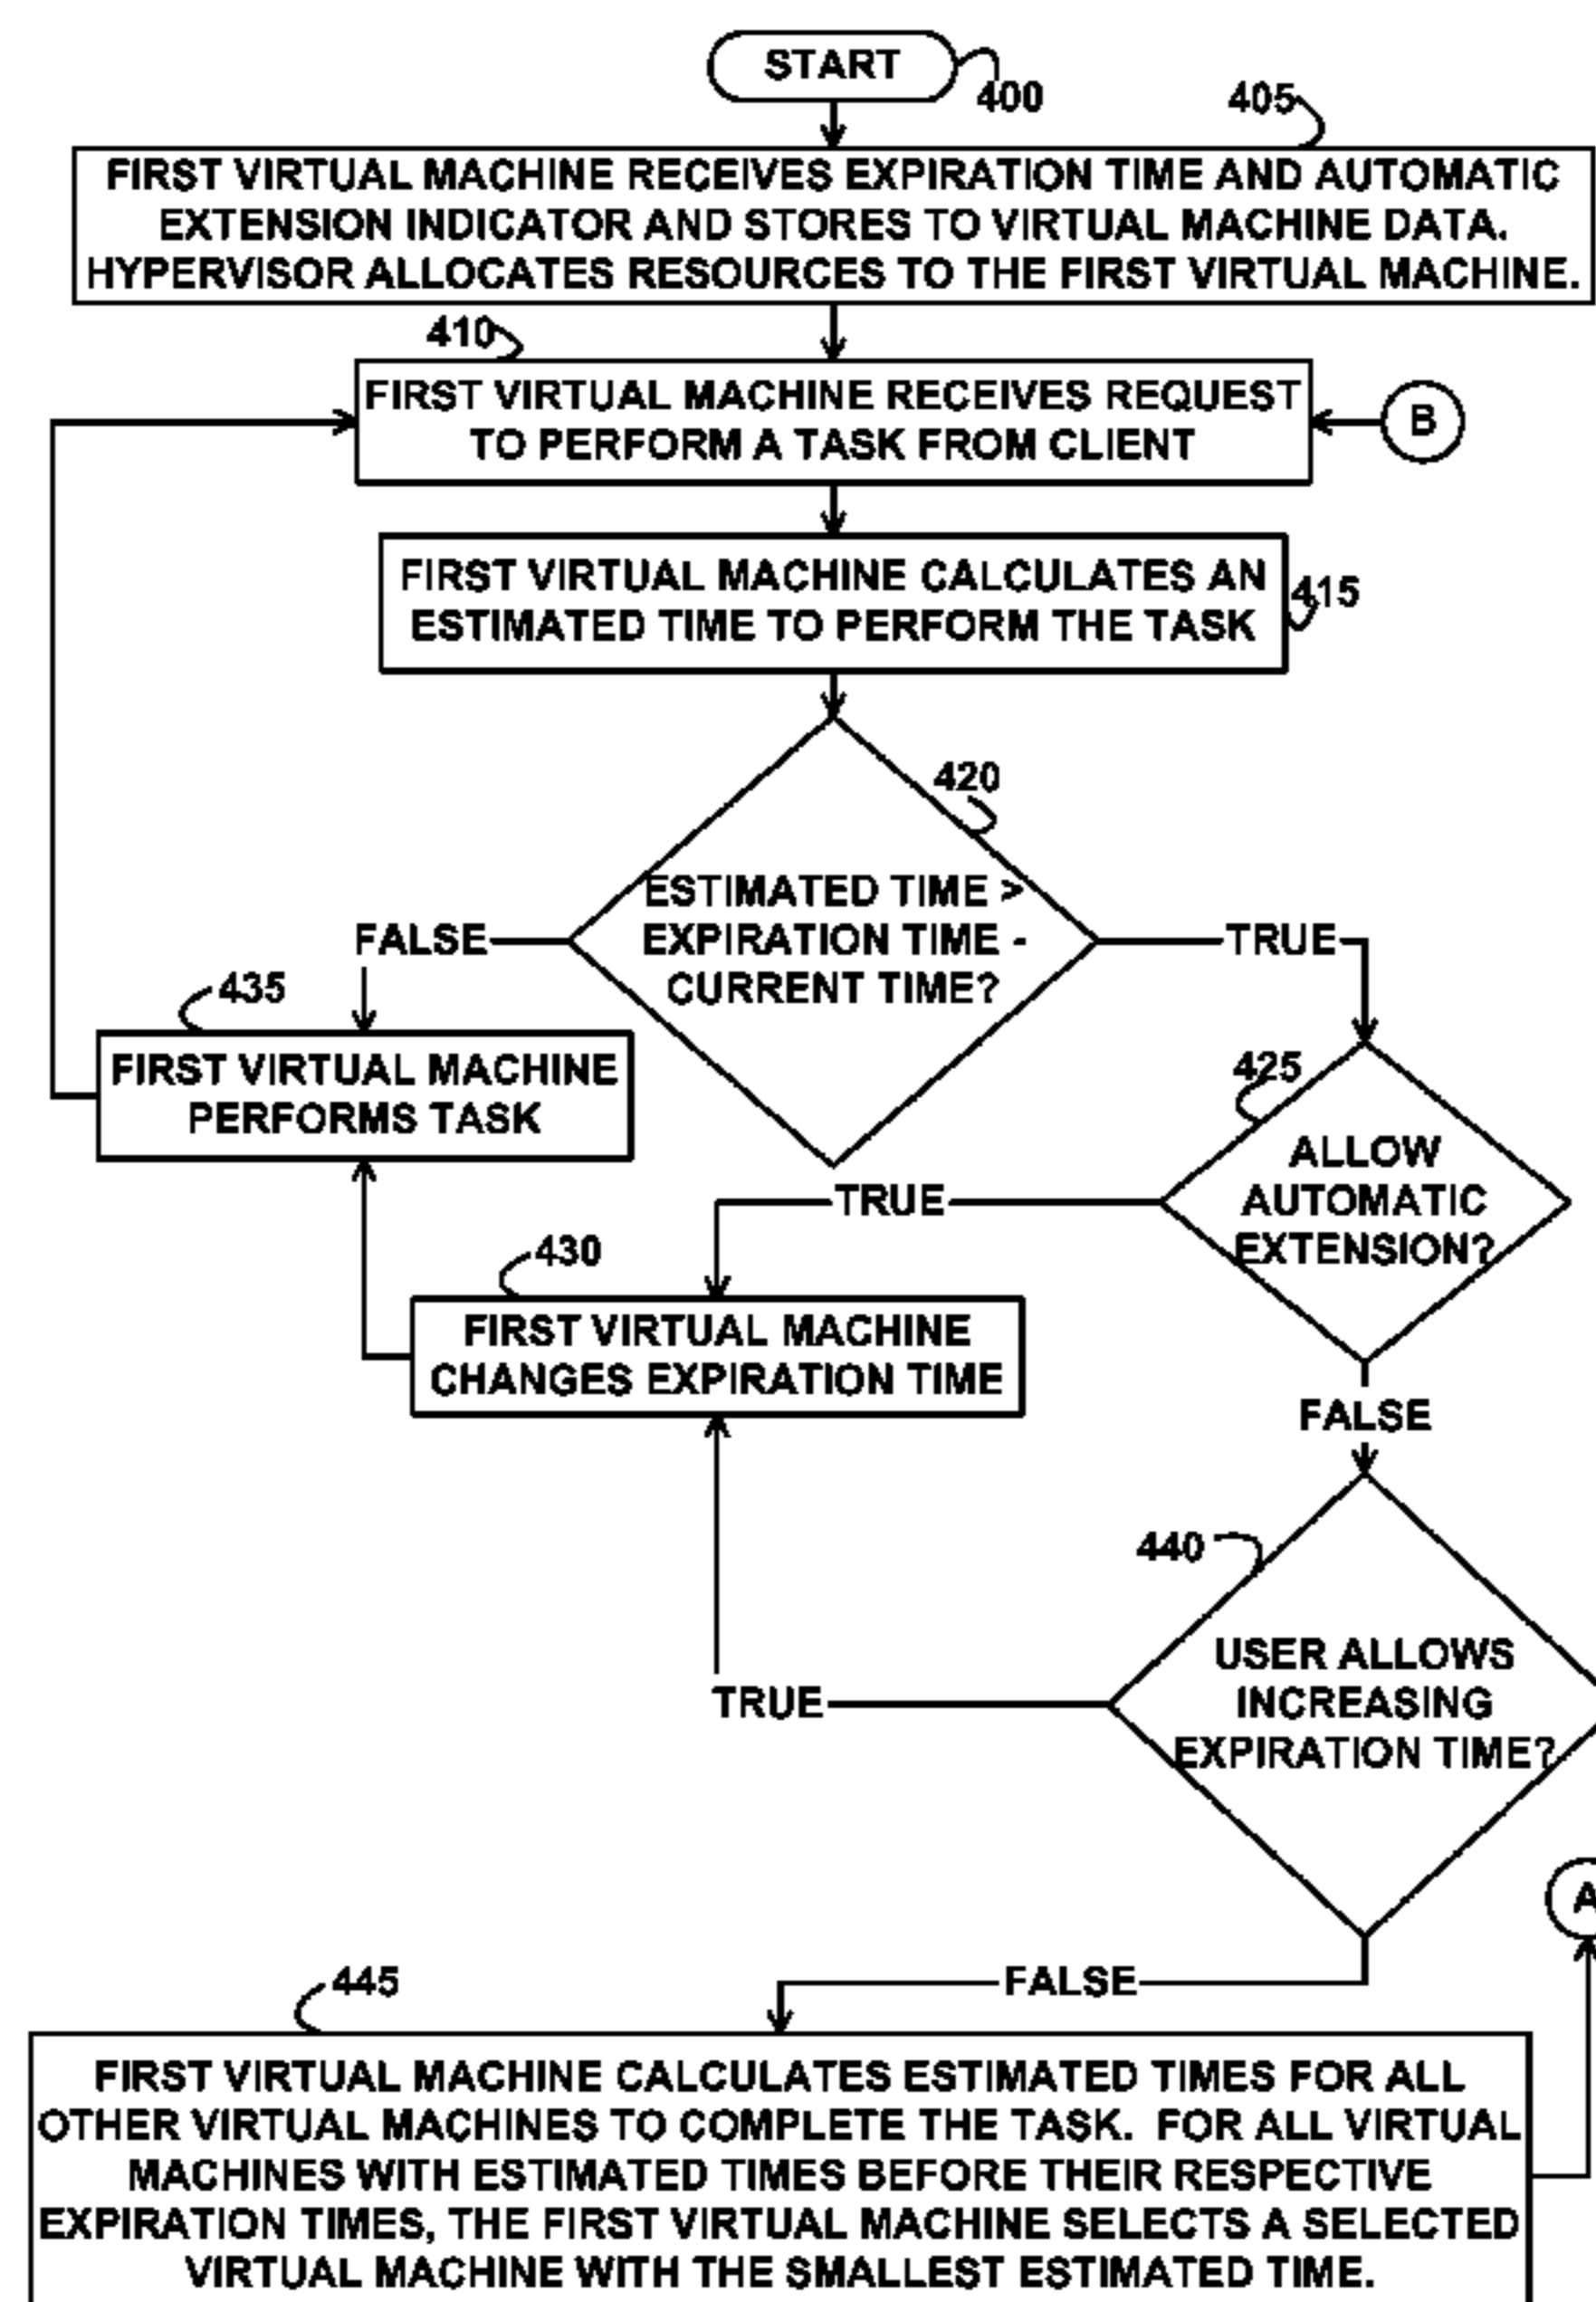 START
400
405
FIRST VIRTUAL MACHINE RECEIVES EXPIRATION TIME AND AUTOMATIC
EXTENSION INDICATOR AND STORES TO VIRTUAL MACHINE DATA.
HYPERVISOR ALLOCATES RESOURCES TO THE FIRST VIRTUAL MACHINE.
410
FIRST VIRTUAL MACHINE RECEIVES REQUEST
TO PERFORM A TASK FROM CLIENT
B
FIRST VIRTUAL MACHINE CALCULATES AN
ESTIMATED TIME TO PERFORM THE TASK
415
420
ESTIMATED TIME >
EXPIRATION TIME -
CURRENT TIME?
FALSE
TRUE
435
FIRST VIRTUAL MACHINE
PERFORMS TASK
425
ALLOW
AUTOMATIC
EXTENSION?
TRUE
430
FIRST VIRTUAL MACHINE
CHANGES EXPIRATION TIME
FALSE
440
USER ALLOWS
INCREASING
EXPIRATION TIME?
TRUE
A
FALSE
445
FIRST VIRTUAL MACHINE CALCULATES ESTIMATED TIMES FOR ALL
OTHER VIRTUAL MACHINES TO COMPLETE THE TASK.  FOR ALL VIRTUAL
MACHINES WITH ESTIMATED TIMES BEFORE THEIR RESPECTIVE
EXPIRATION TIMES, THE FIRST VIRTUAL MACHINE SELECTS A SELECTED
VIRTUAL MACHINE WITH THE SMALLEST ESTIMATED TIME.